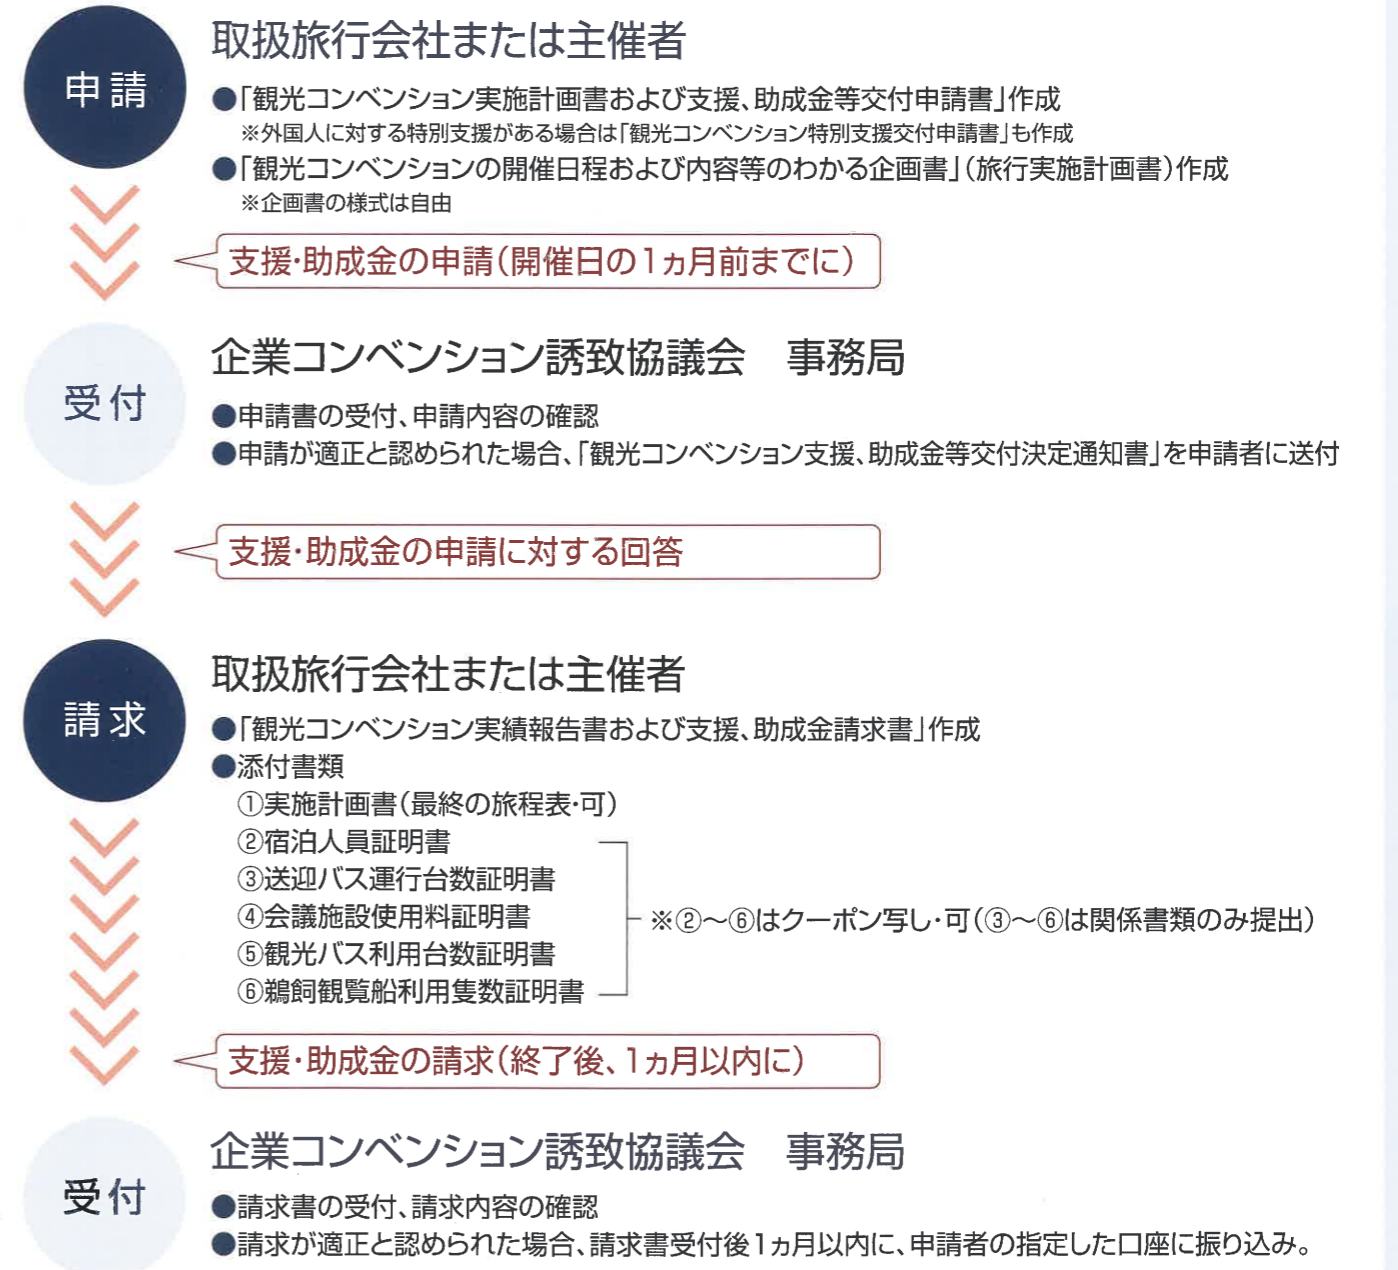 申請
取扱旅行会社または主催者
●「観光コンベンション実施計画書および支援、助成金等交付申請書」作成
※外国人に対する特別支援がある場合は「観光コンベンション特別支援交付申請書」も作成
●「観光コンベンションの開催日程および内容等のわかる企画書」(旅行実施計画書)作成
※企画書の様式は自由
支援・助成金の申請(開催日の1ヵ月前までに)
受付
企業コンベンション誘致協議会 事務局
●申請書の受付、申請内容の確認
●申請が適正と認められた場合、「観光コンベンション支援、助成金等交付決定通知書」を申請者に送付
支援・助成金の申請に対する回答
請求
取扱旅行会社または主催者
●「観光コンベンション実績報告書および支援、助成金請求書」作成
●添付書類
①実施計画書(最終の旅程表・可)
②宿泊人員証明書
③送迎バス運行台数証明書
④会議施設使用料証明書
⑤観光バス利用台数証明書
⑥鵜飼観覧船利用隻数証明書
※②〜⑥はクーポン写し・可(③〜⑥は関係書類のみ提出)
支援・助成金の請求(終了後、1ヵ月以内に)
受付
企業コンベンション誘致協議会 事務局
●請求書の受付、請求内容の確認
●請求が適正と認められた場合、請求書受付後1ヵ月以内に、申請者の指定した口座に振り込み。